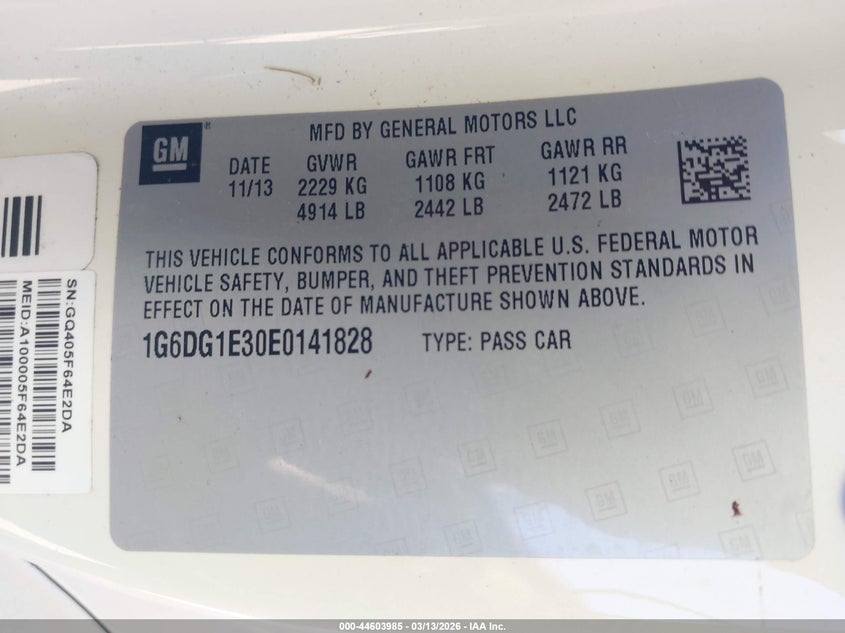 GM
MFD BY GENERAL MOTORS LLC
DATE GVWR GAWR FRT GAWR RR
11/13 2229 KG 1108 KG 1121 KG
4914 LB 2442 LB 2472 LB
THIS VEHICLE CONFORMS TO ALL APPLICABLE U.S. FEDERAL MOTOR
VEHICLE SAFETY, BUMPER, AND THEFT PREVENTION STANDARDS IN
EFFECT ON THE DATE OF MANUFACTURE SHOWN ABOVE.
1G6DG1E30E0141828 TYPE: PASS CAR
SN:GQ405F64E2DA
MEID:A100005F64E2DA
000-44603985 — 03/13/2026 — IAA Inc.